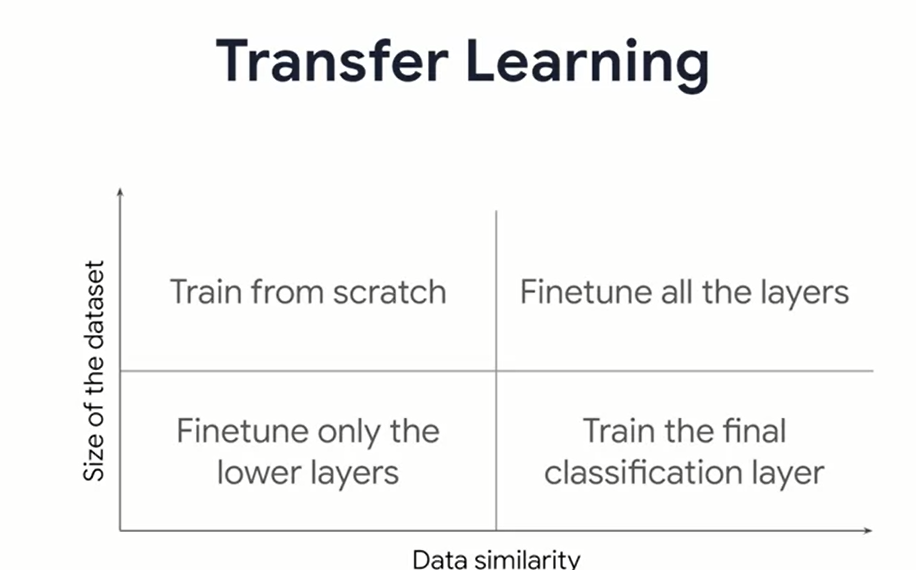 Transfer Learning
Size of the dataset
Train from scratch
Finetune all the layers
Finetune only the
lower layers
Train the final
classification layer
Data similarity